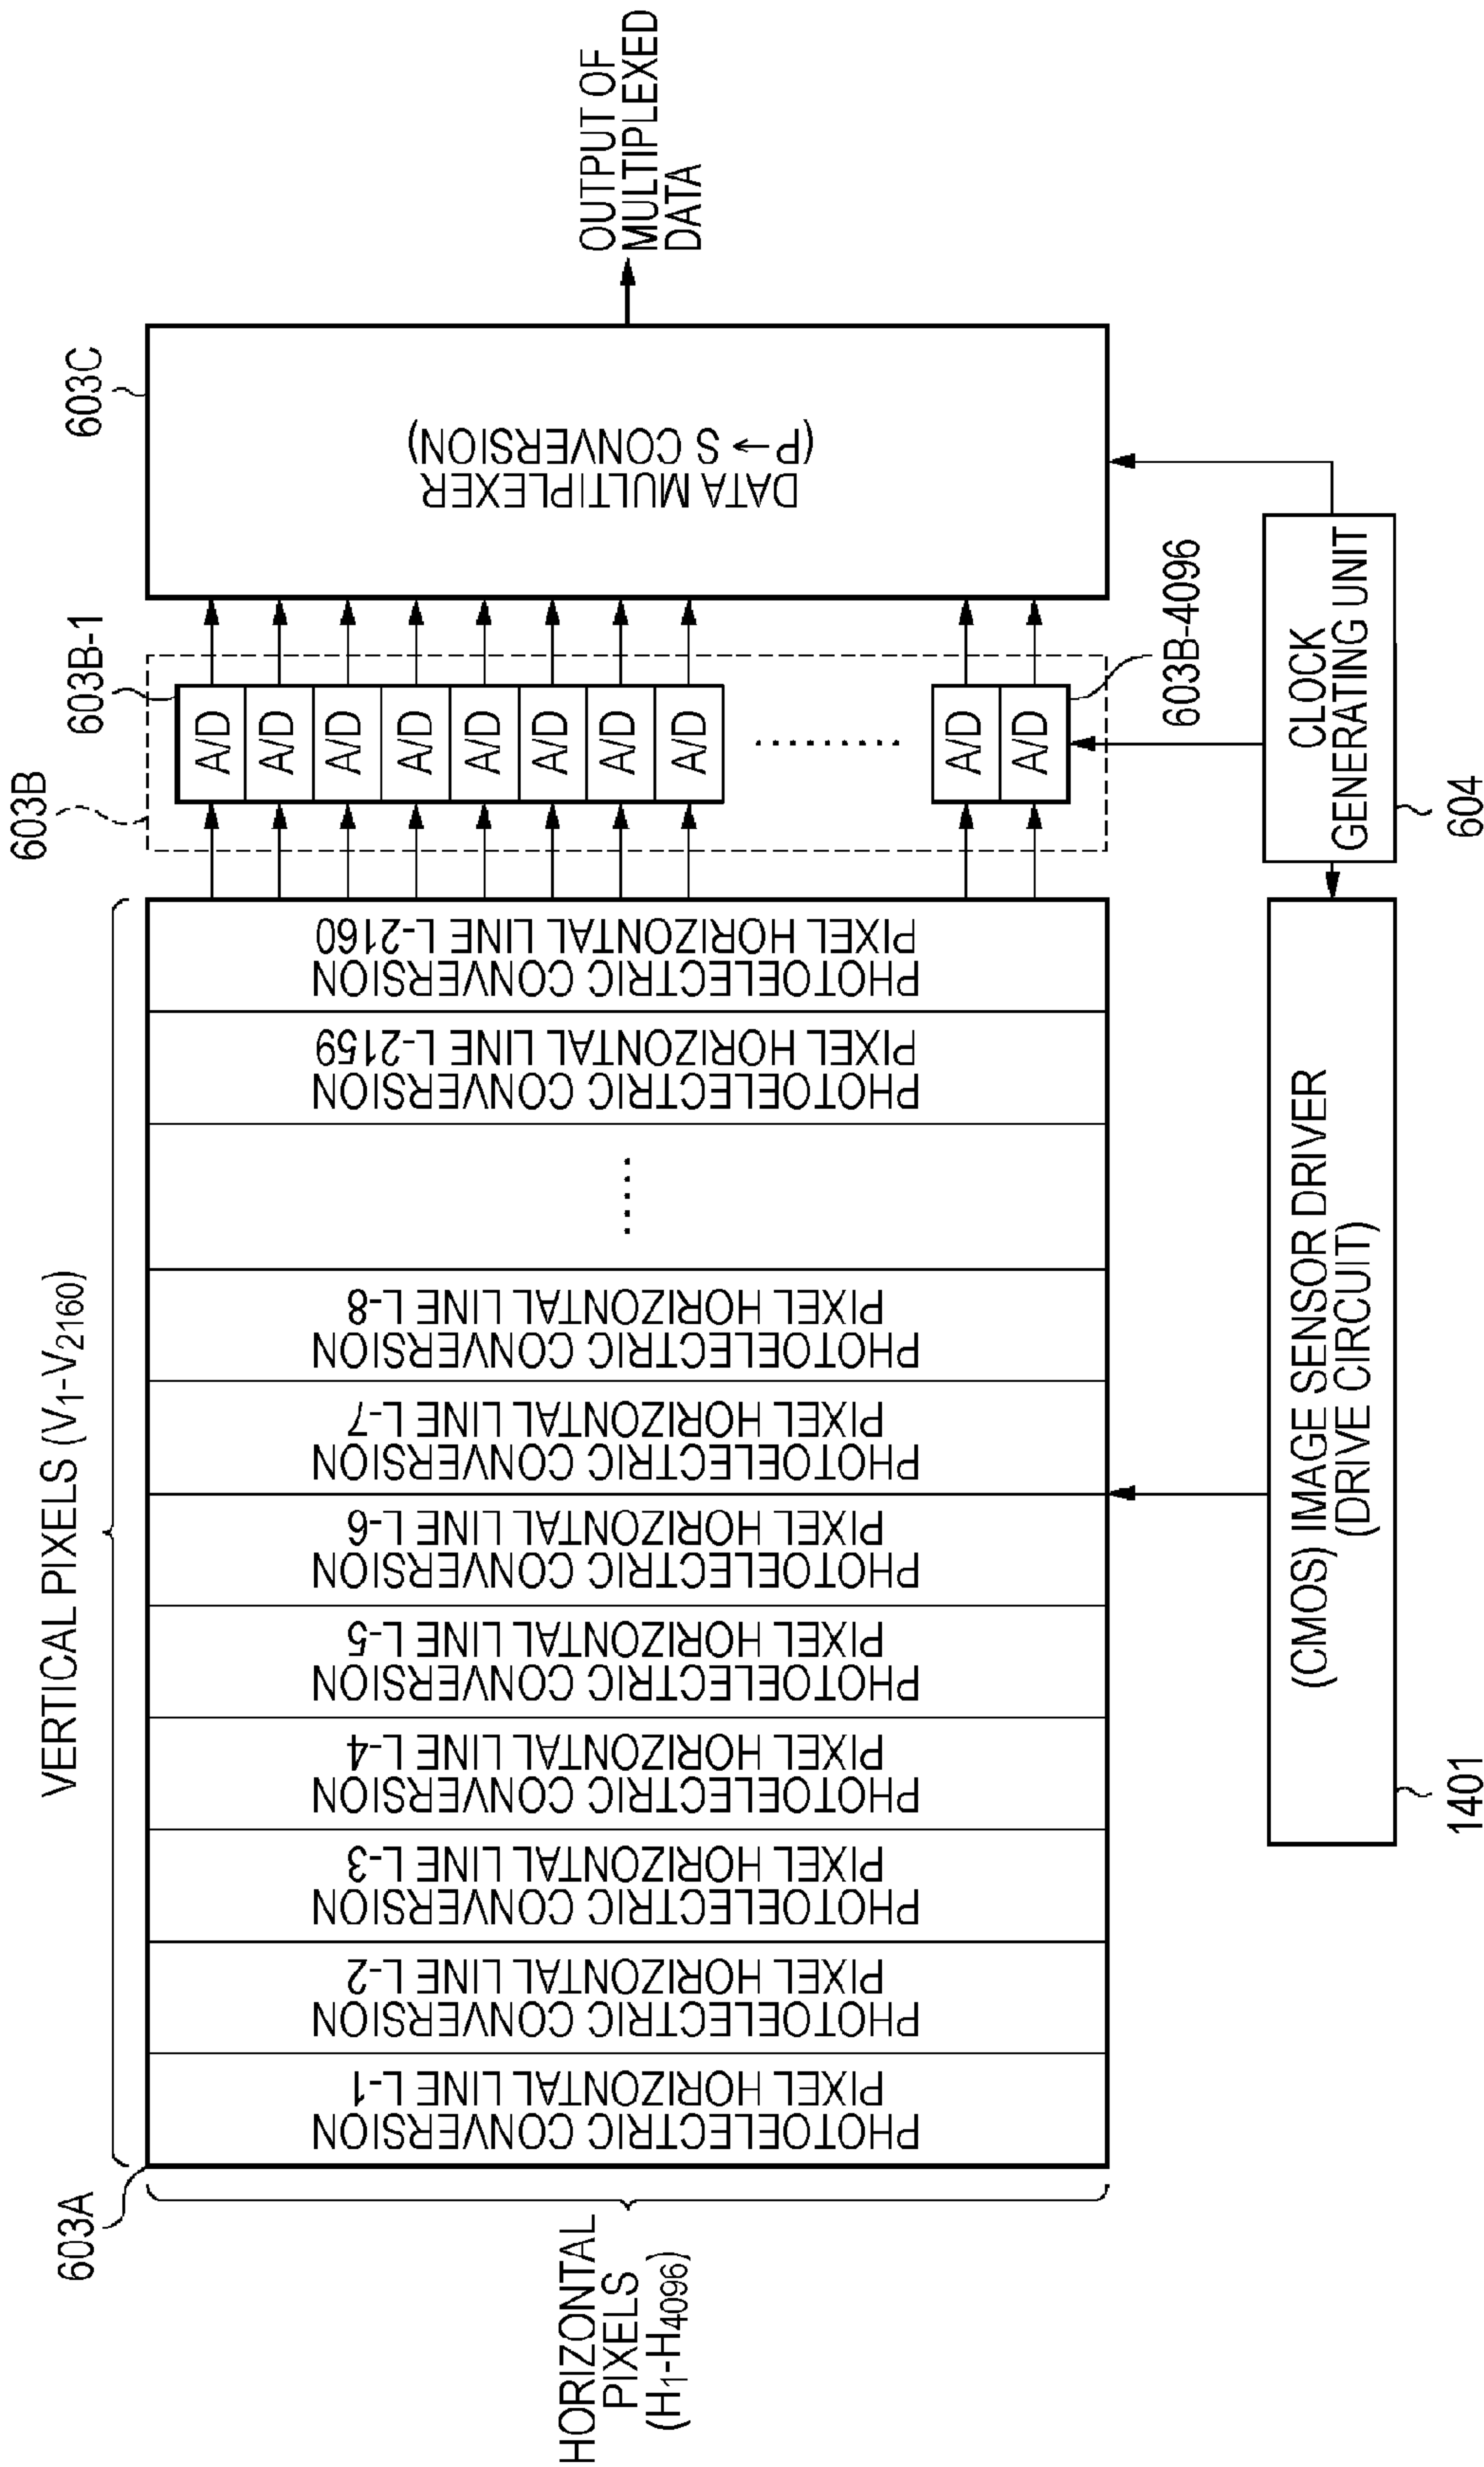 VERTICAL PIXELS (V1-V2160)
603A
HORIZONTAL
PIXELS
(H1-H4096)
PHOTOELECTRIC CONVERSION
PIXEL HORIZONTAL LINE L-1
PHOTOELECTRIC CONVERSION
PIXEL HORIZONTAL LINE L-2
PHOTOELECTRIC CONVERSION
PIXEL HORIZONTAL LINE L-3
PHOTOELECTRIC CONVERSION
PIXEL HORIZONTAL LINE L-4
PHOTOELECTRIC CONVERSION
PIXEL HORIZONTAL LINE L-5
PHOTOELECTRIC CONVERSION
PIXEL HORIZONTAL LINE L-6
PHOTOELECTRIC CONVERSION
PIXEL HORIZONTAL LINE L-7
PHOTOELECTRIC CONVERSION
PIXEL HORIZONTAL LINE L-8
PHOTOELECTRIC CONVERSION
PIXEL HORIZONTAL LINE L-2159
PHOTOELECTRIC CONVERSION
PIXEL HORIZONTAL LINE L-2160
603B
603B-1
A/D
A/D
A/D
A/D
A/D
A/D
A/D
A/D
A/D
A/D
603B-4096
603C
DATA MULTIPLEXER
(P→S CONVERSION)
OUTPUT OF
MULTIPLEXED
DATA
(CMOS) IMAGE SENSOR DRIVER
(DRIVE CIRCUIT)
1401
CLOCK
GENERATING UNIT
604